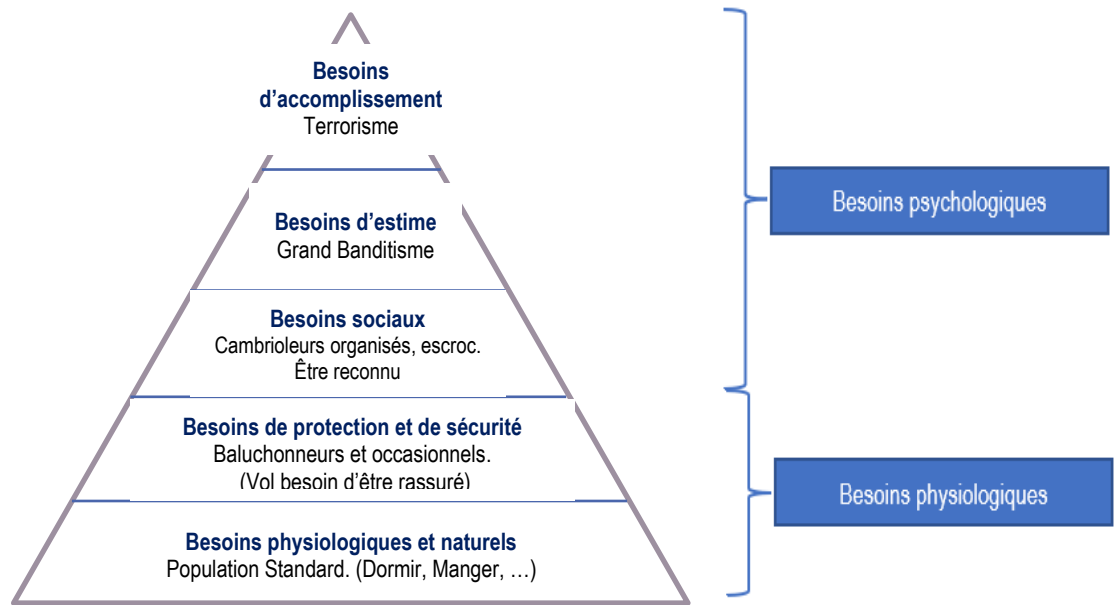 Besoins
d’accomplissement
Terrorisme
Besoins d’estime
Grand Banditisme
Besoins sociaux
Cambrioleurs organisés, escroc.
Être reconnu
Besoins de protection et de sécurité
Baluchonneurs et occasionnels.
(Vol besoin d’être rassuré)
Besoins physiologiques et naturels
Population Standard. (Dormir, Manger, …)
Besoins psychologiques
Besoins physiologiques